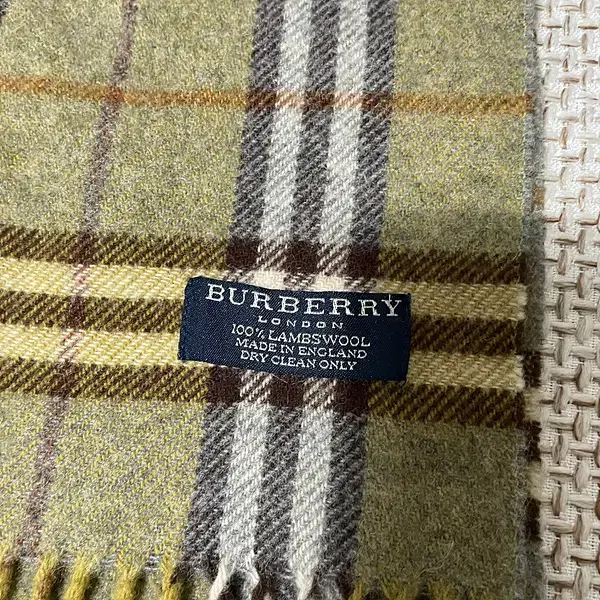 BURBERRY
LONDON
100% LAMBSWOOL
MADE IN ENGLAND
DRY CLEAN ONLY